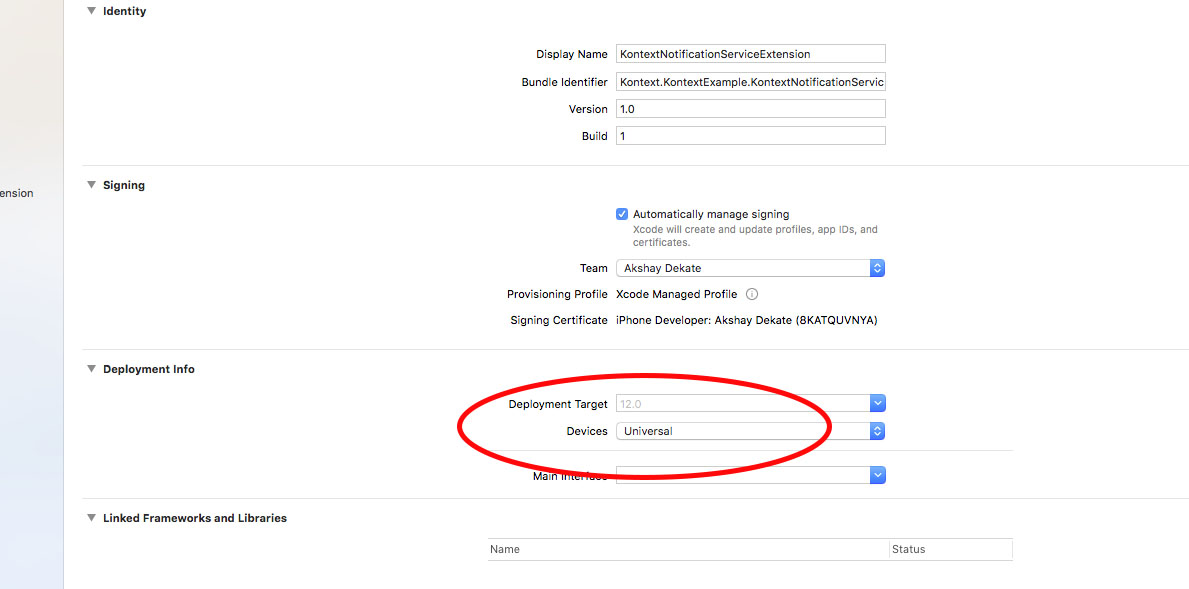 Identity
Display Name KontextNotificationServiceExtension
Bundle Identifier Kontext.KontextExample.KontextNotificationServic
Version 1.0
Build 1
ension
Signing
Automatically manage signing
Xcode will create and update profiles, app IDs, and
certificates.
Team Akshay Dekate
Provisioning Profile Xcode Managed Profile
Signing Certificate iPhone Developer: Akshay Dekate (8KATQUVNYA)
Deployment Info
Deployment Target 12.0
Devices Universal
Main Interface
Linked Frameworks and Libraries
Name Status